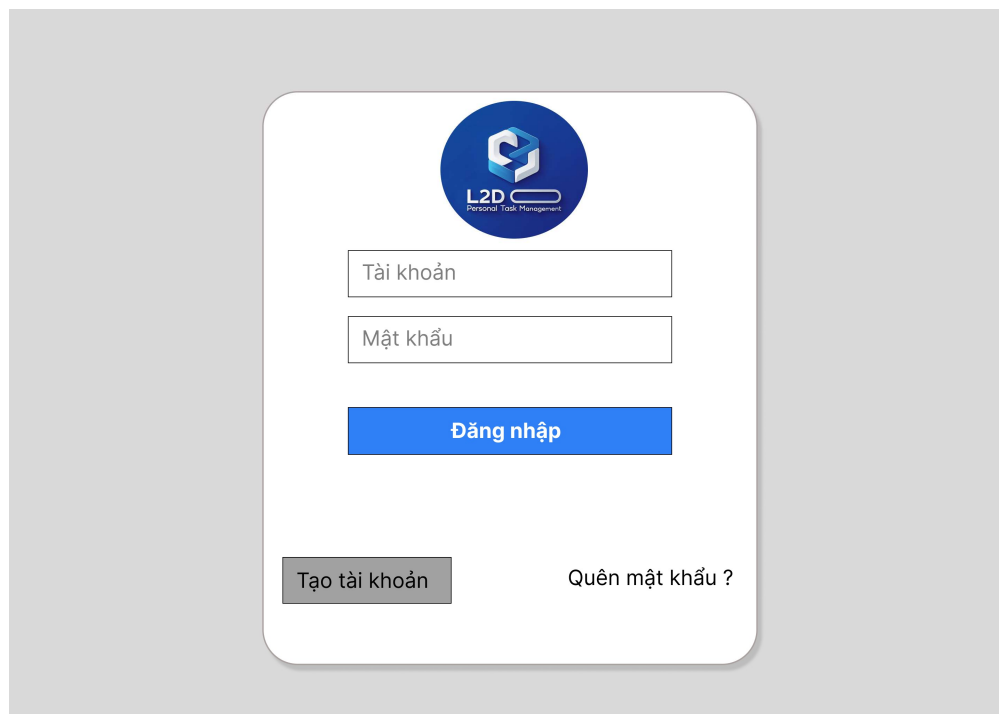 L2D
Personal Task Management
Tài khoản
Mật khẩu
Đăng nhập
Tạo tài khoản
Quên mật khẩu ?